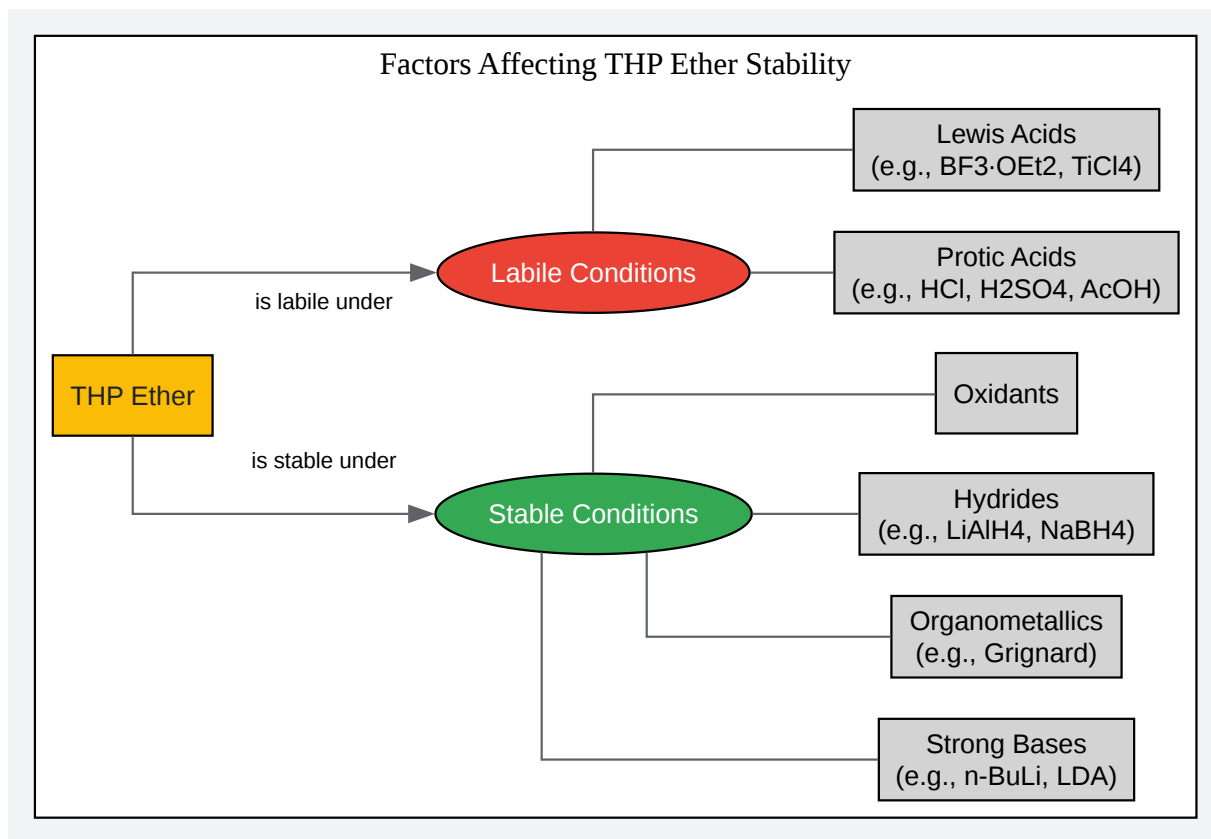 Factors Affecting THP Ether Stability
Lewis Acids
(e.g., BF3·OEt2, TiCl4)
Labile Conditions
Protic Acids
(e.g., HCl, H2SO4, AcOH)
is labile under
THP Ether
Oxidants
is stable under
Stable Conditions
Hydrides
(e.g., LiAlH4, NaBH4)
Organometallics
(e.g., Grignard)
Strong Bases
(e.g., n-BuLi, LDA)